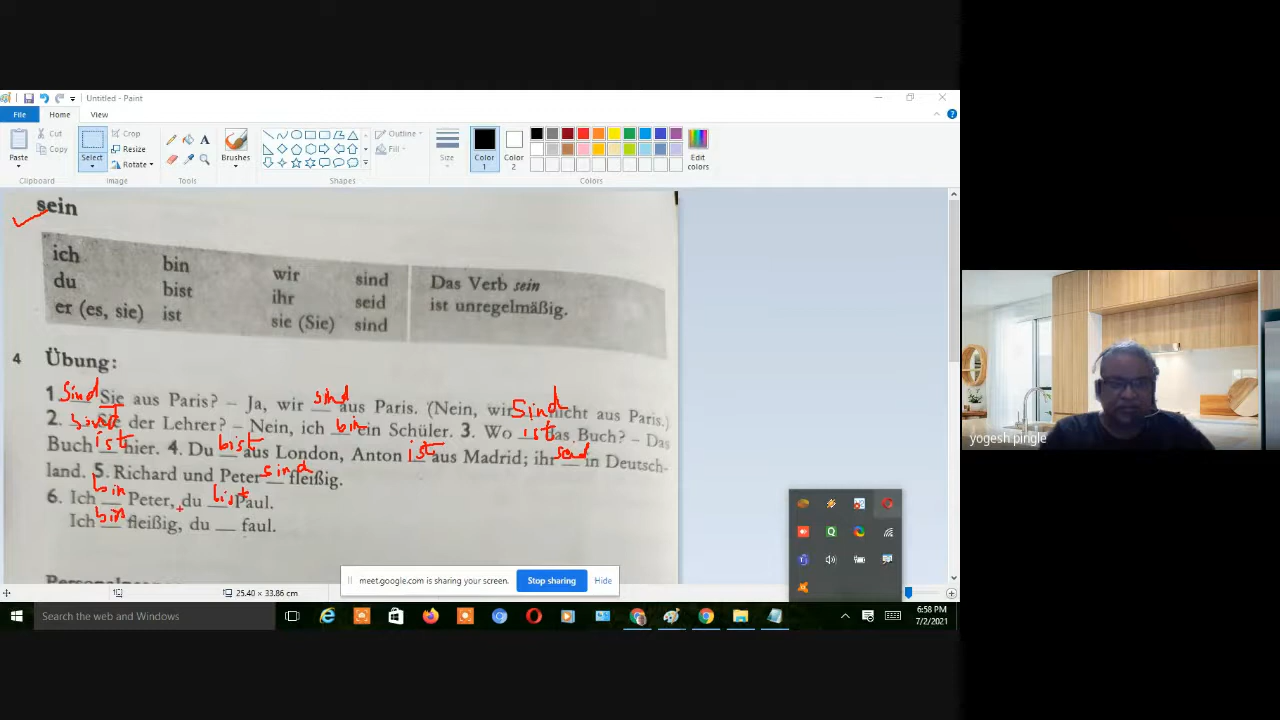 Untitled - Paint
File Home View
Paste
Cut
Copy
Clipboard
Select
Crop
Resize
Rotate
Image
Tools
Brushes
Shapes
Outline
Fill
Size
Color 1
Color 2
Edit colors
Colors
sein
ich bin wir sind Das Verb sein
du bist ihr seid ist unregelmäßig.
er (es, sie) ist sie (Sie) sind
4 Übung:
1 Sind Sie aus Paris? – Ja, wir sind aus Paris. (Nein, wir Sind nicht aus Paris.)
2. Sind Sie der Lehrer? – Nein, ich bin ein Schüler. 3. Wo ist das Buch? – Das
Buch ist hier. 4. Du bist aus London, Anton ist aus Madrid; ihr in Deutsch-
land. 5. Richard und Peter sind fleißig.
6. Ich bin Peter, du bist Paul.
Ich bin fleißig, du __ faul.
meet.google.com is sharing your screen. Stop sharing Hide
25.40 × 33.86 cm
Search the web and Windows
6:58 PM
7/2/2021
yogesh pingle